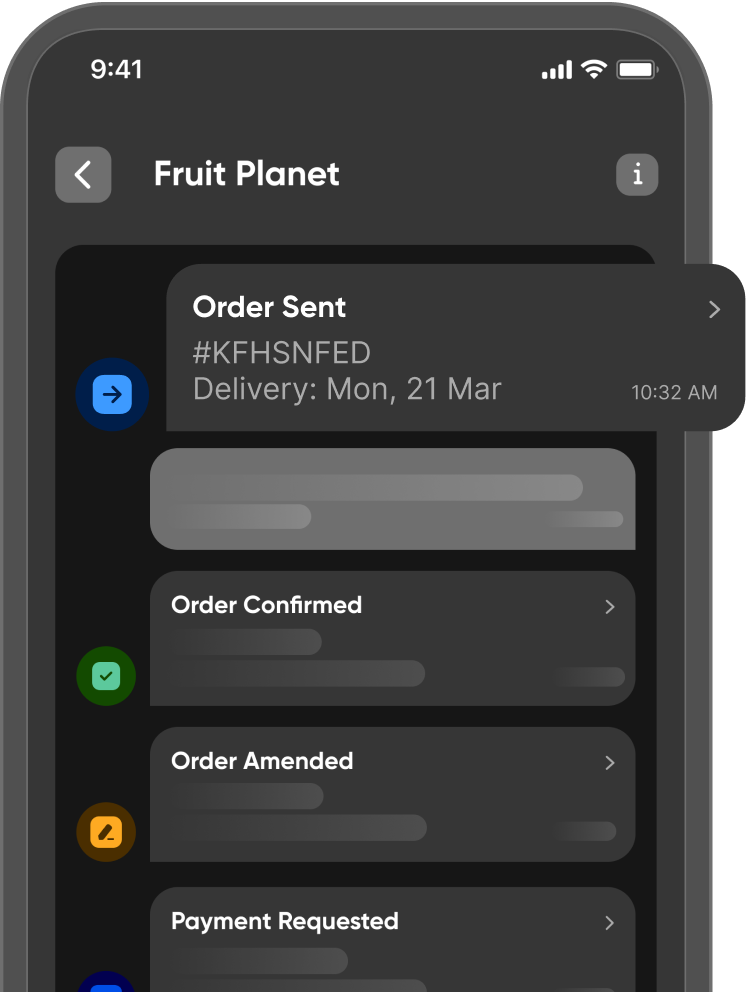 9:41
Fruit Planet
Order Sent
#KFHSNFED
Delivery: Mon, 21 Mar
10:32 AM
Order Confirmed
Order Amended
Payment Requested